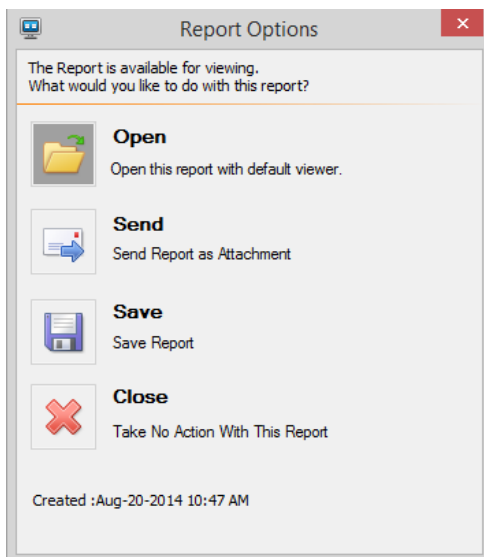 Report Options
The Report is available for viewing.
What would you like to do with this report?
Open
Open this report with default viewer.
Send
Send Report as Attachment
Save
Save Report
Close
Take No Action With This Report
Created :Aug-20-2014 10:47 AM